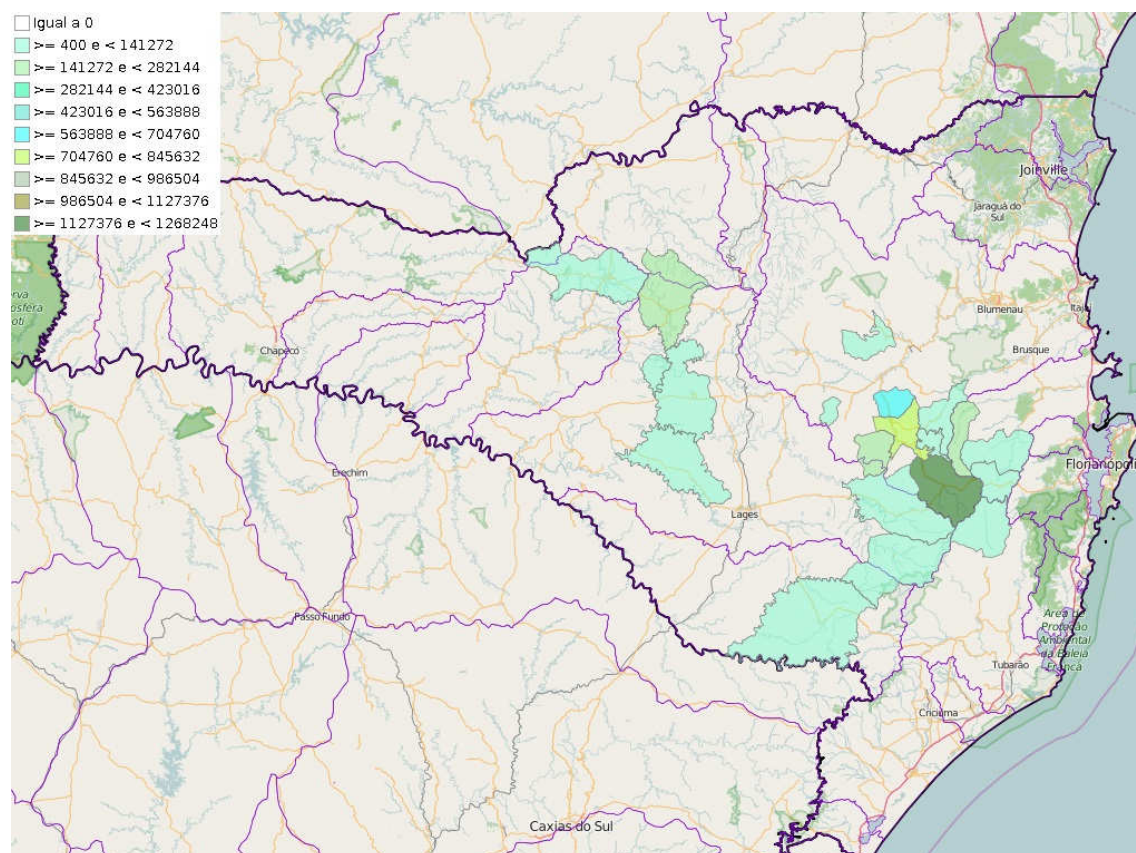 Igual a 0
>= 400 e < 141272
>= 141272 e < 282144
>= 282144 e < 423016
>= 423016 e < 563888
>= 563888 e < 704760
>= 704760 e < 845632
>= 845632 e < 986504
>= 986504 e < 1127376
>= 1127376 e < 1268248
Joinville
Jaraguá do
Sul
Blumenau
Itaja
Brusque
Chapecó
Florianópoli
Erechim
Lages
Passo Fundo
Área de
Proteção
Ambiental
da Baleia
Franca
Tubarão
Criciúma
Caxias do Sul